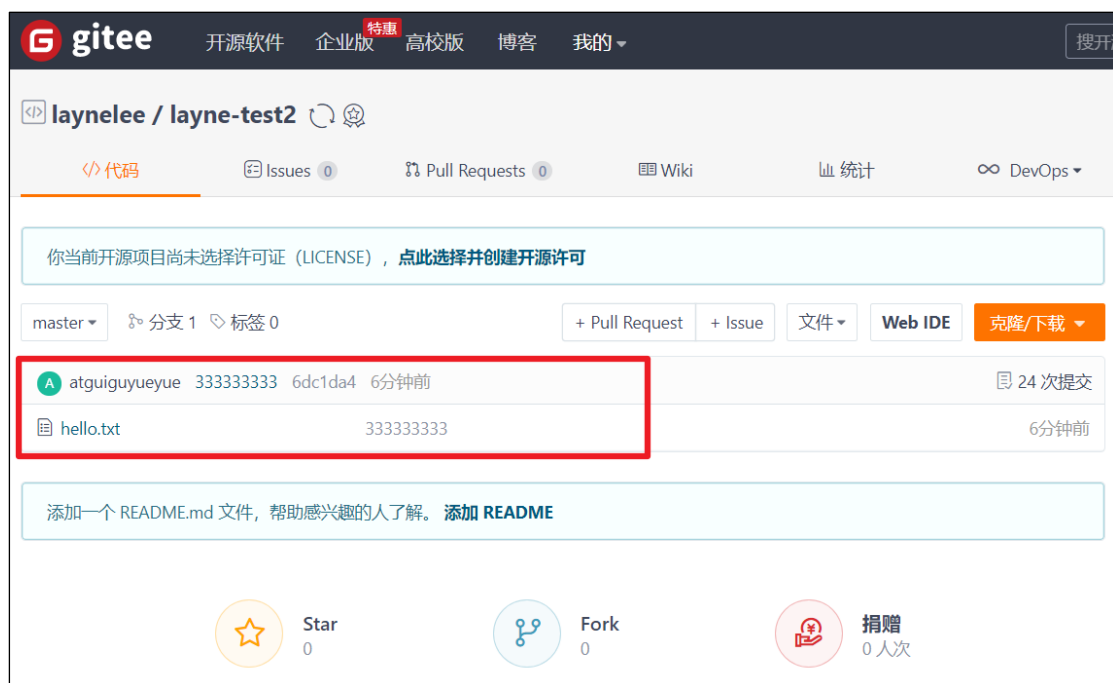 gitee 开源软件 企业版 特惠 高校版 博客 我的 搜开
laynelee / layne-test2
代码 Issues 0 Pull Requests 0 Wiki 统计 DevOps
你当前开源项目尚未选择许可证（LICENSE），点此选择并创建开源许可
master 分支 1 标签 0 + Pull Request + Issue 文件 Web IDE 克隆/下载
A atguiguyueyue 333333333 6dc1da4 6分钟前 24 次提交
hello.txt 333333333 6分钟前
添加一个 README.md 文件，帮助感兴趣的人了解。 添加 README
Star Fork 捐赠
0 0 0 人次